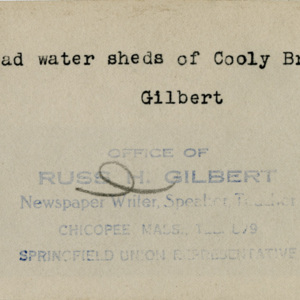 ad water sheds of Cooly Br
Gilbert
OFFICE OF
RUSS H. GILBERT
Newspaper Writer, Speaker, Teacher
CHICOPEE MASS.
SPRINGFIELD UNION REPRESENTATIVE